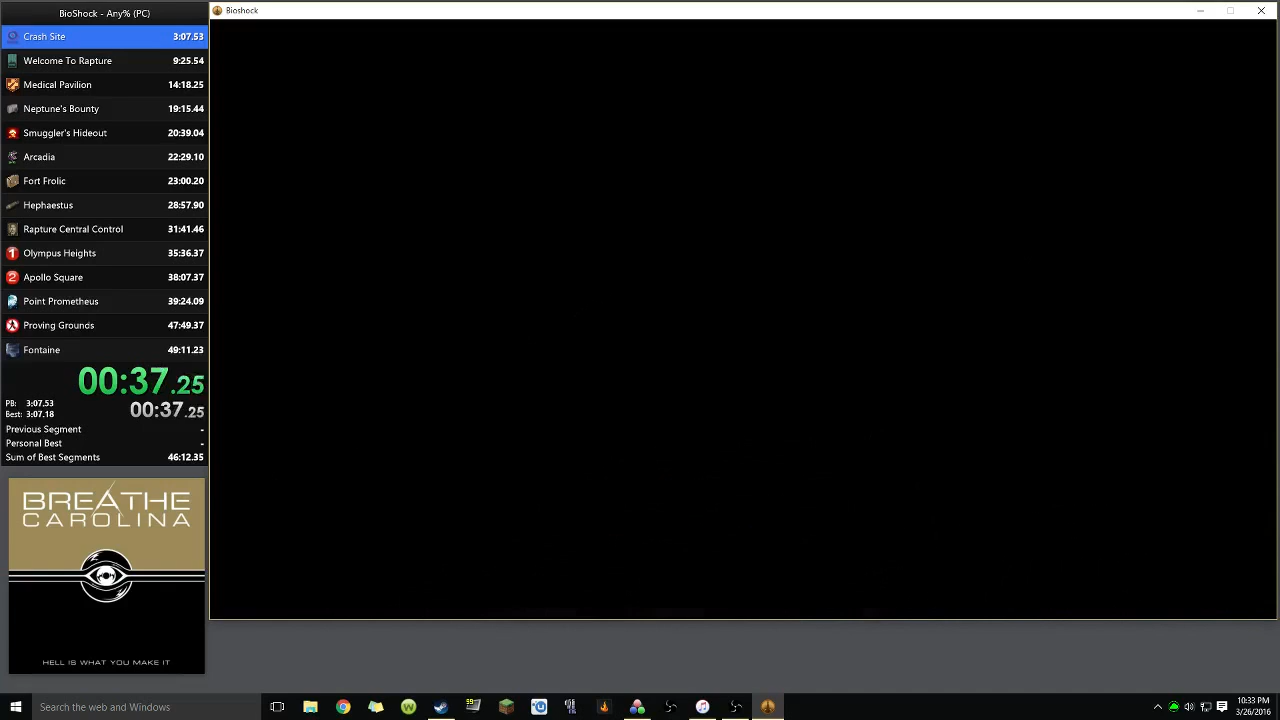 BioShock - Any% (PC)
Crash Site 3:07.53
Welcome To Rapture 9:25.54
Medical Pavilion 14:18.25
Neptune's Bounty 19:15.44
Smuggler's Hideout 20:39.04
Arcadia 22:29.10
Fort Frolic 23:00.20
Hephaestus 28:57.90
Rapture Central Control 31:41.46
Olympus Heights 35:36.37
Apollo Square 38:07.37
Point Prometheus 39:24.09
Proving Grounds 47:49.37
Fontaine 49:11.23
00:37.25
PB: 3:07.53
Best: 3:07.18
00:37.25
Previous Segment -
Personal Best -
Sum of Best Segments 46:12.35
BREATHE
CAROLINA
HELL IS WHAT YOU MAKE IT
Bioshock
Search the web and Windows
10:33 PM
3/26/2016